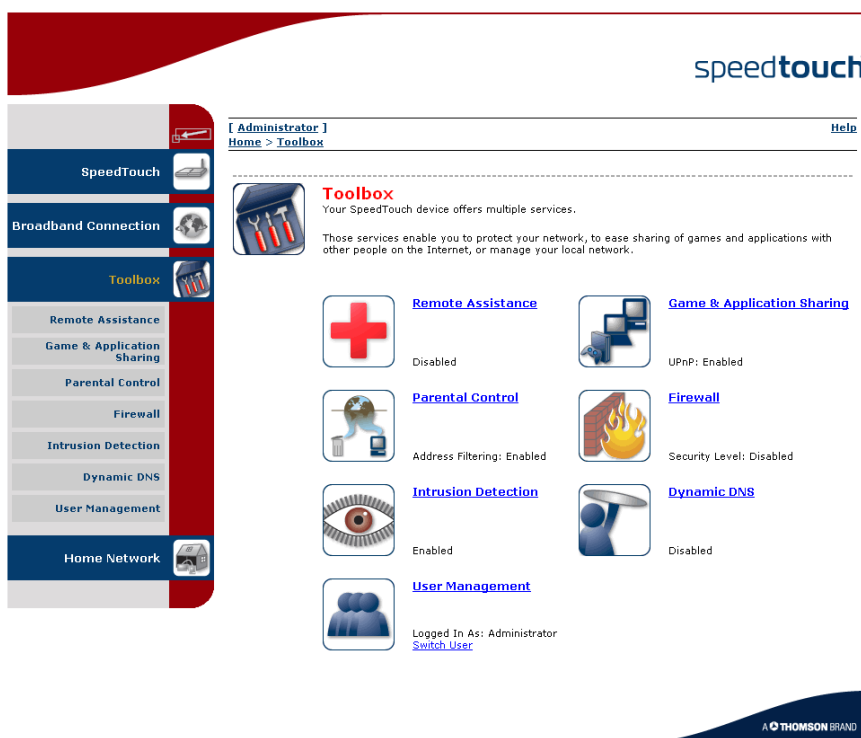 speedtouch
[ Administrator ]
Help
Home > Toolbox
SpeedTouch
Broadband Connection
Toolbox
Remote Assistance
Game & Application
Sharing
Parental Control
Firewall
Intrusion Detection
Dynamic DNS
User Management
Home Network
Toolbox
Your SpeedTouch device offers multiple services.
Those services enable you to protect your network, to ease sharing of games and applications with
other people on the Internet, or manage your local network.
Remote Assistance
Disabled
Game & Application Sharing
UPnP: Enabled
Parental Control
Address Filtering: Enabled
Firewall
Security Level: Disabled
Intrusion Detection
Enabled
Dynamic DNS
Disabled
User Management
Logged In As: Administrator
Switch User
A THOMSON BRAND